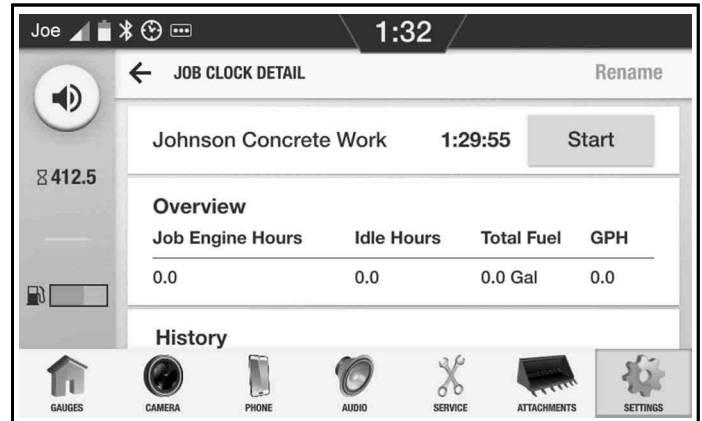 Joe 1:32
JOB CLOCK DETAIL Rename
Johnson Concrete Work 1:29:55 Start
412.5
Overview
Job Engine Hours Idle Hours Total Fuel GPH
0.0 0.0 0.0 Gal 0.0
History
GAUGES CAMERA PHONE AUDIO SERVICE ATTACHMENTS SETTINGS